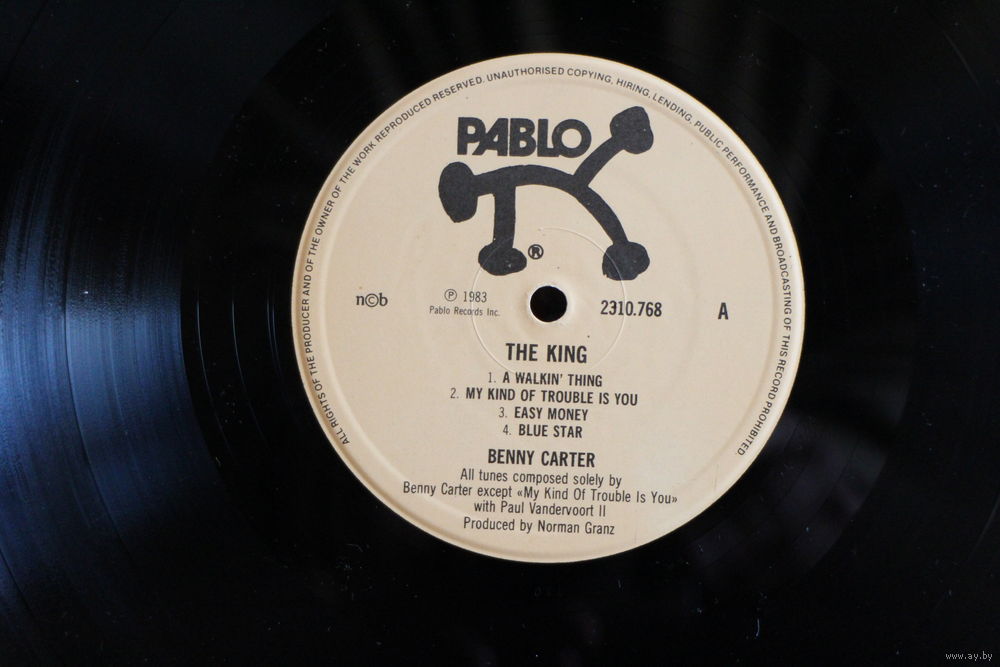 ALL RIGHTS OF THE PRODUCER AND OF THE OWNER OF THE WORK REPRODUCED RESERVED. UNAUTHORISED COPYING, HIRING, LENDING, PUBLIC PERFORMANCE AND BROADCASTING OF THIS RECORD PROHIBITED
PABLO
®
n©b
℗ 1983
Pablo Records Inc.
2310.768
A
THE KING
1. A WALKIN' THING
2. MY KIND OF TROUBLE IS YOU
3. EASY MONEY
4. BLUE STAR
BENNY CARTER
All tunes composed solely by
Benny Carter except «My Kind Of Trouble Is You»
with Paul Vandervoort II
Produced by Norman Granz
www.ay.by